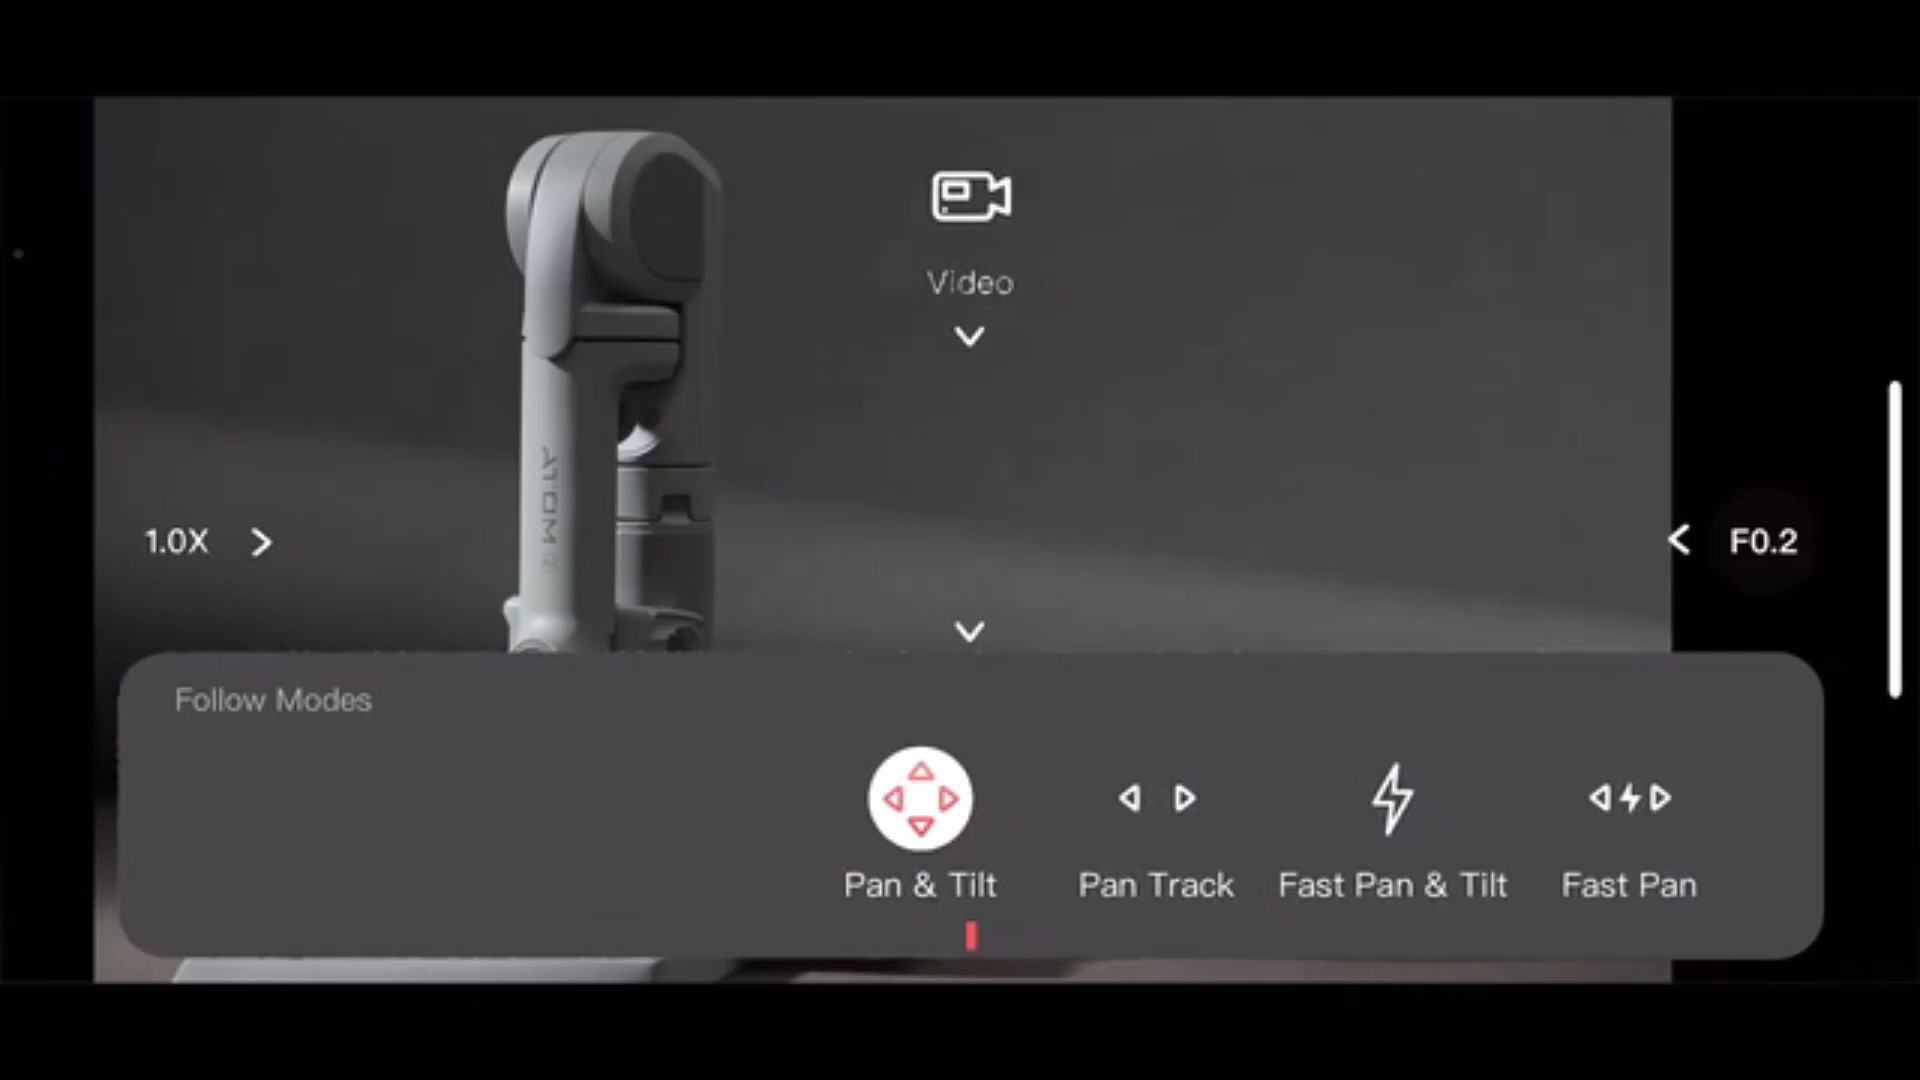 Video
ATOM
1.0X
F0.2
Follow Modes
Pan & Tilt
Pan Track
Fast Pan & Tilt
Fast Pan